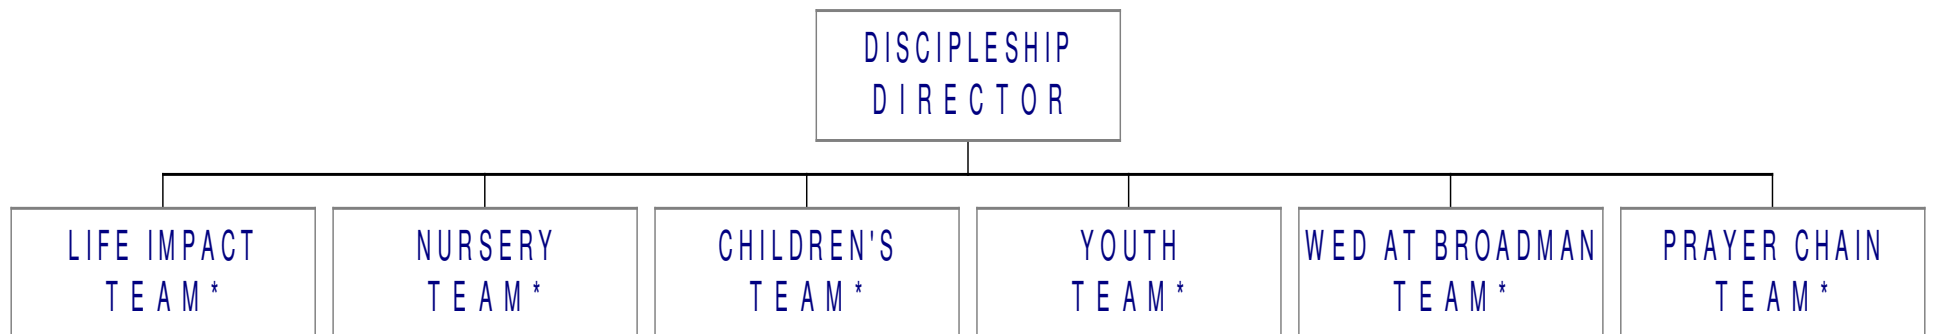 DISCIPLESHIP
DIRECTOR
LIFE IMPACT
TEAM*
NURSERY
TEAM*
CHILDREN'S
TEAM*
YOUTH
TEAM*
WED AT BROADMAN
TEAM*
PRAYER CHAIN
TEAM*